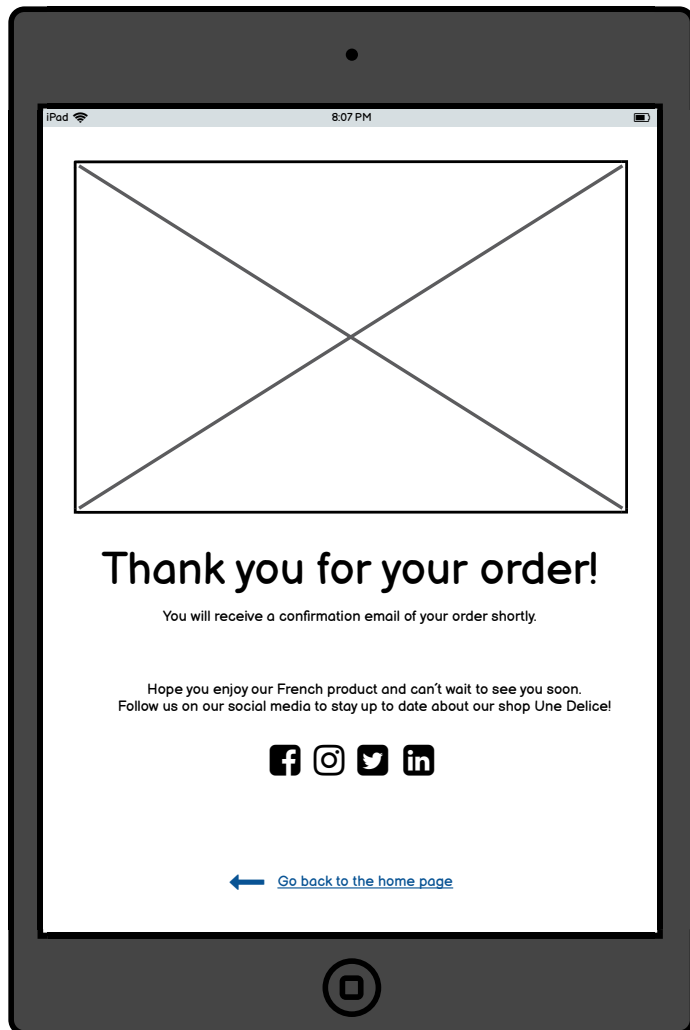 iPad
8:07 PM
Thank you for your order!
You will receive a confirmation email of your order shortly.
Hope you enjoy our French product and can't wait to see you soon.
Follow us on our social media to stay up to date about our shop Une Delice!
Go back to the home page